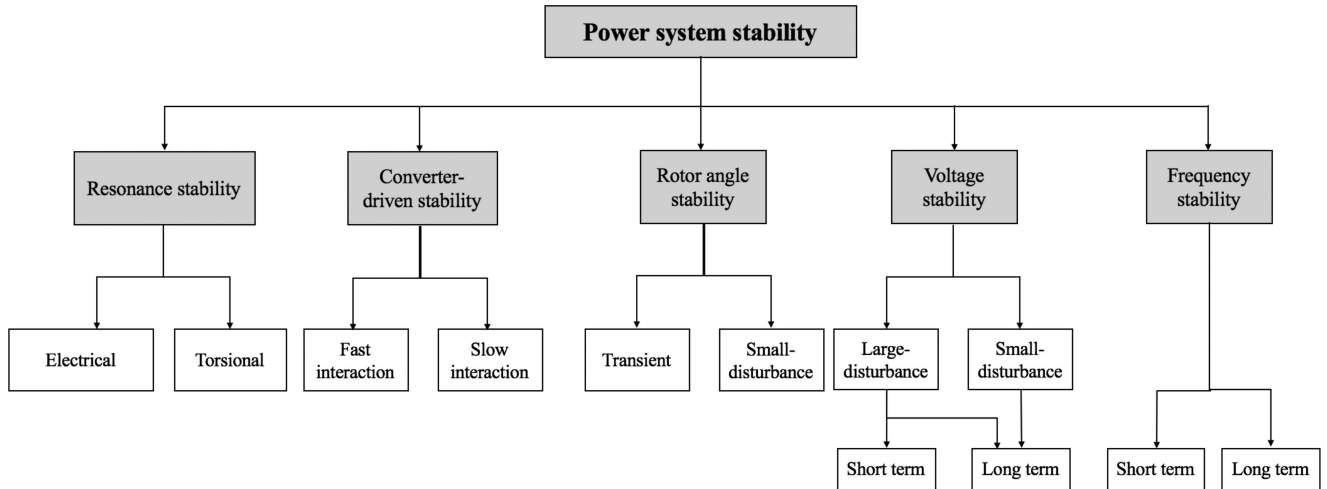 Power system stability
Resonance stability
Converter-
driven stability
Rotor angle
stability
Voltage
stability
Frequency
stability
Electrical
Torsional
Fast
interaction
Slow
interaction
Transient
Small-
disturbance
Large-
disturbance
Small-
disturbance
Short term
Long term
Short term
Long term